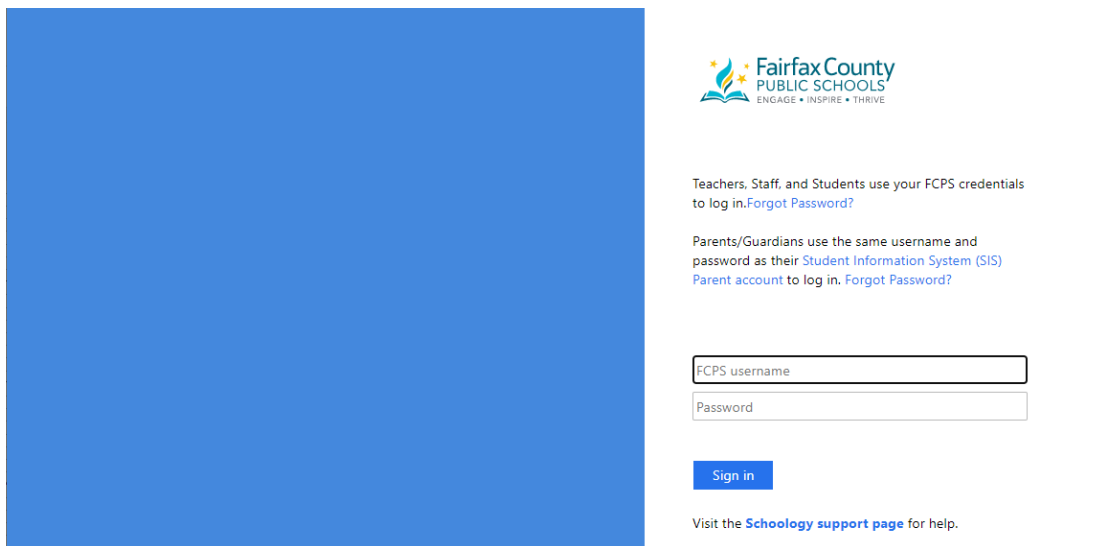 Fairfax County
PUBLIC SCHOOLS
ENGAGE • INSPIRE • THRIVE
Teachers, Staff, and Students use your FCPS credentials
to log in.Forgot Password?
Parents/Guardians use the same username and
password as their Student Information System (SIS)
Parent account to log in. Forgot Password?
FCPS username
Password
Sign in
Visit the Schoology support page for help.